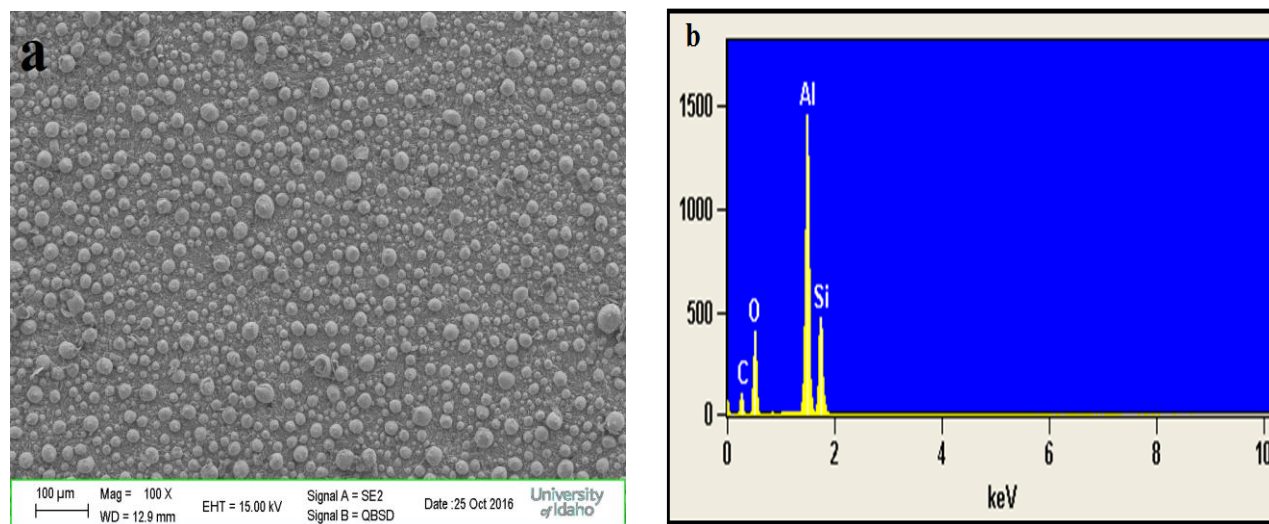 a
100 µm
Mag = 100 X
WD = 12.9 mm
EHT = 15.00 kV
Signal A = SE2
Signal B = QBSD
Date :25 Oct 2016
University
of Idaho
b
1500
1000
500
0
Al
Si
O
C
0 2 4 6 8 10
keV